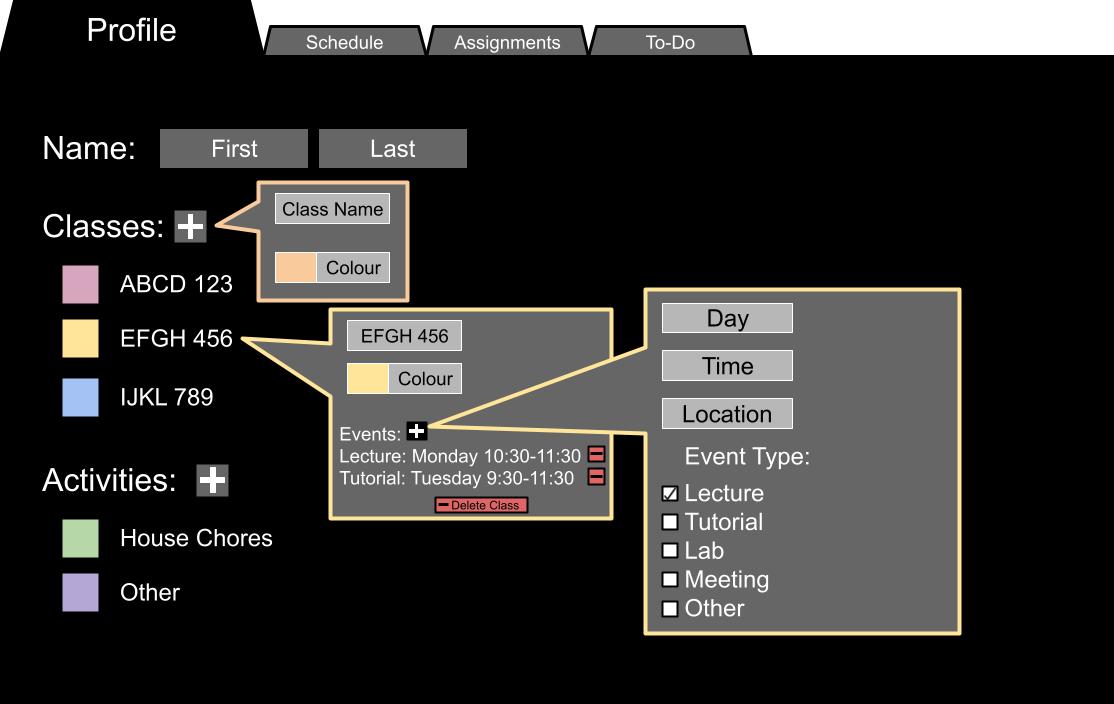 Profile
Schedule
Assignments
To-Do
Name:
First
Last
Classes:
Class Name
Colour
ABCD 123
EFGH 456
IJKL 789
EFGH 456
Colour
Events:
Lecture: Monday 10:30-11:30
Tutorial: Tuesday 9:30-11:30
Delete Class
Day
Time
Location
Event Type:
Lecture
Tutorial
Lab
Meeting
Other
Activities:
House Chores
Other